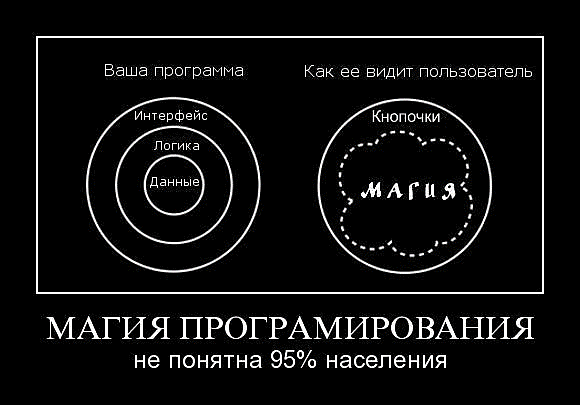 Ваша программа
Как ее видит пользователь
Интерфейс
Логика
Данные
Кнопочки
МАГИЯ
МАГИЯ ПРОГРАМИРОВАНИЯ
не понятна 95% населения